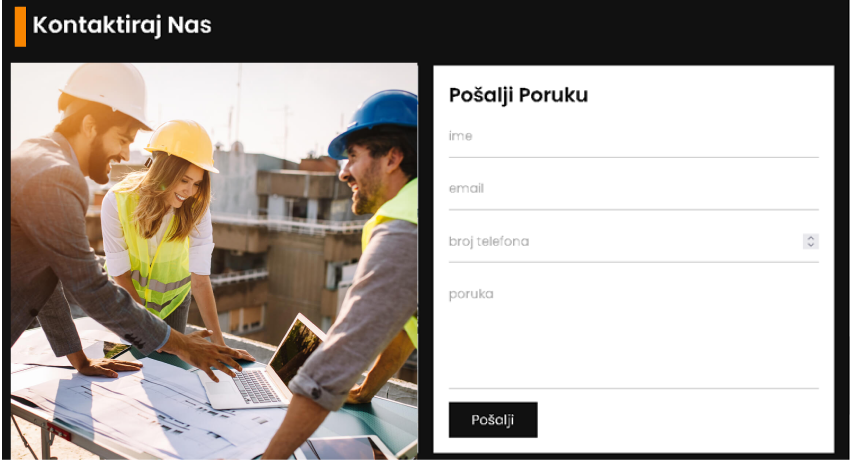 Kontaktiraj Nas
Pošalji Poruku
ime
email
broj telefona
poruka
Pošalji